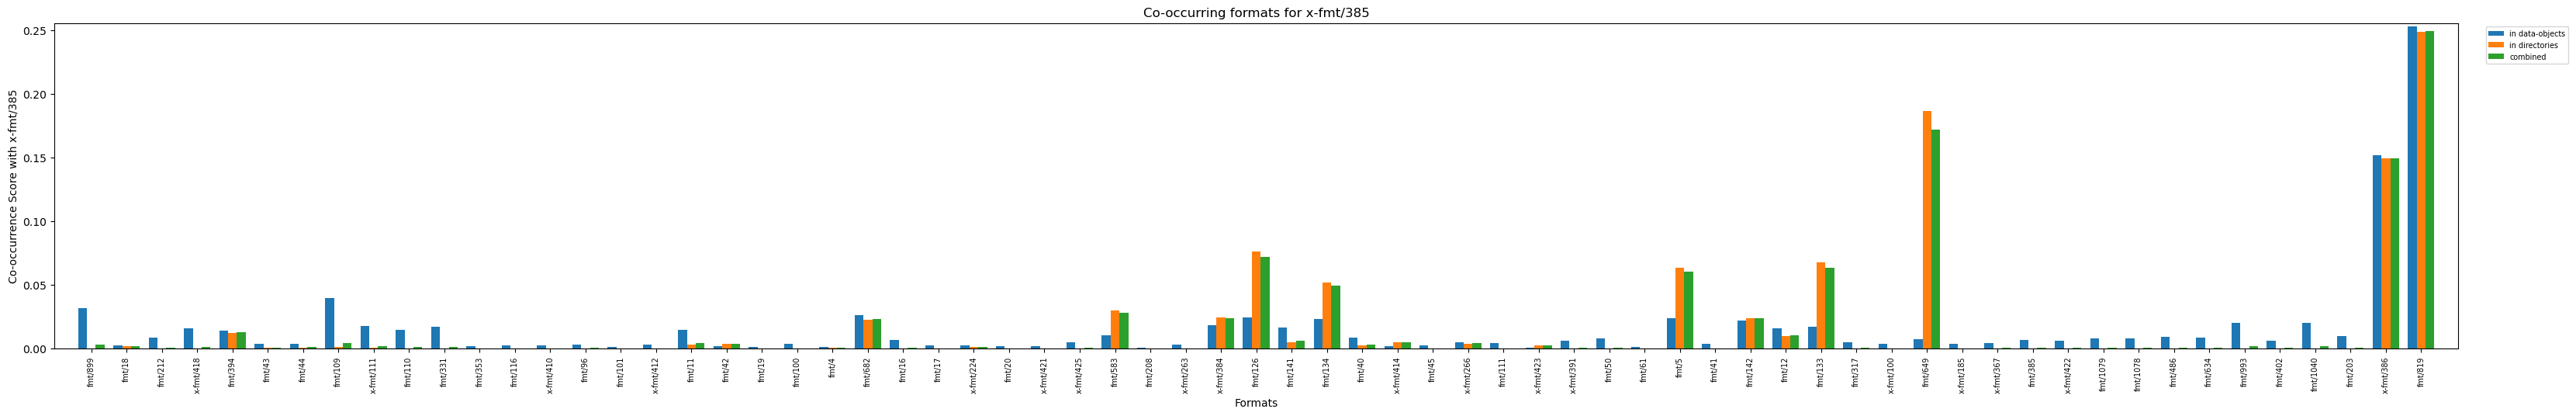 Co-occurring formats for x-fmt/385
Co-occurrence Score with x-fmt/385
0.25
0.20
0.15
0.10
0.05
0.00
in data-objects
in directories
combined
fmt/899
fmt/18
fmt/212
x-fmt/418
fmt/394
fmt/43
fmt/44
fmt/109
x-fmt/111
fmt/110
fmt/331
fmt/353
fmt/116
x-fmt/410
fmt/96
fmt/101
x-fmt/412
fmt/11
fmt/42
fmt/19
fmt/100
fmt/4
fmt/682
fmt/16
fmt/17
x-fmt/224
fmt/20
x-fmt/421
x-fmt/425
fmt/583
fmt/208
x-fmt/263
x-fmt/384
fmt/126
fmt/141
fmt/134
fmt/40
x-fmt/414
fmt/45
x-fmt/266
fmt/111
x-fmt/423
x-fmt/391
fmt/50
fmt/61
fmt/5
fmt/41
fmt/142
fmt/12
fmt/133
fmt/317
x-fmt/100
fmt/649
x-fmt/185
x-fmt/367
fmt/385
x-fmt/422
fmt/1079
fmt/1078
fmt/486
fmt/634
fmt/993
fmt/402
fmt/1040
fmt/203
x-fmt/386
fmt/819
Formats